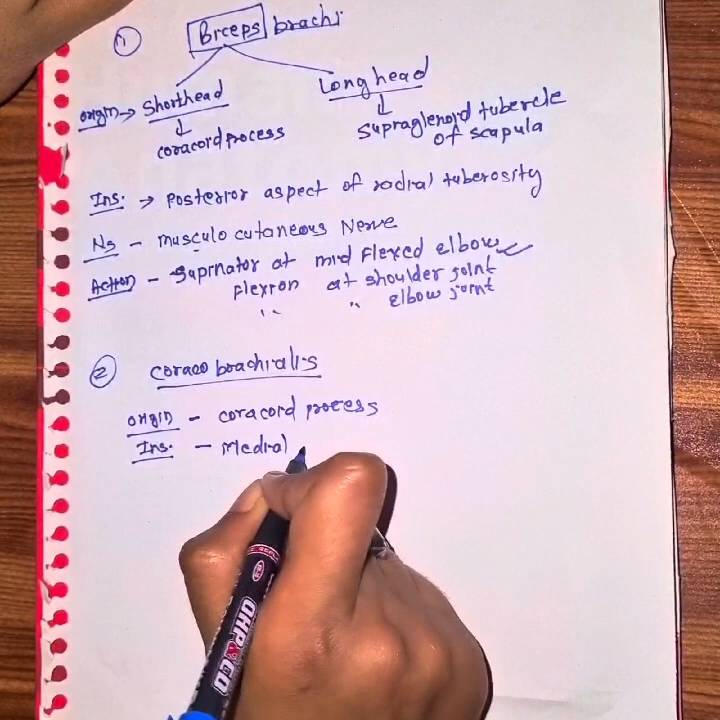 1 Biceps brachi
Origin → Shorthead Long head
↓ ↓
coracoid process Supraglenoid tubercle
of scapula
Ins. → Posterior aspect of radial tuberosity
Ns - musculo cutaneous Nerve
Action - Suprnator at mid flexed elbow
Flexion at shoulder joint
" " elbow joint
2 coraco brachialis
origin - coracoid process
Ins. - Medial